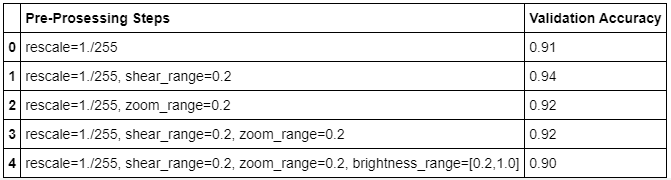 Pre-Prosessing Steps Validation Accuracy
0 rescale=1./255 0.91
1 rescale=1./255, shear_range=0.2 0.94
2 rescale=1./255, zoom_range=0.2 0.92
3 rescale=1./255, shear_range=0.2, zoom_range=0.2 0.92
4 rescale=1./255, shear_range=0.2, zoom_range=0.2, brightness_range=[0.2,1.0] 0.90